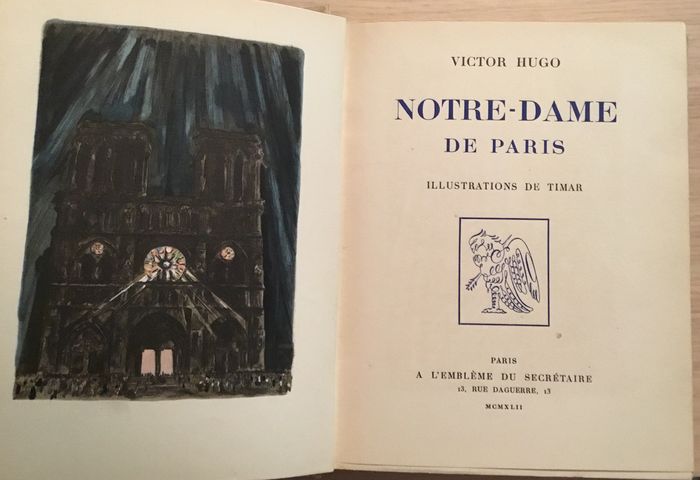 VICTOR HUGO
NOTRE-DAME
DE PARIS
ILLUSTRATIONS DE TIMAR
PARIS
A L'EMBLÈME DU SECRÉTAIRE
13, RUE DAGUERRE, 13
MCMXLII